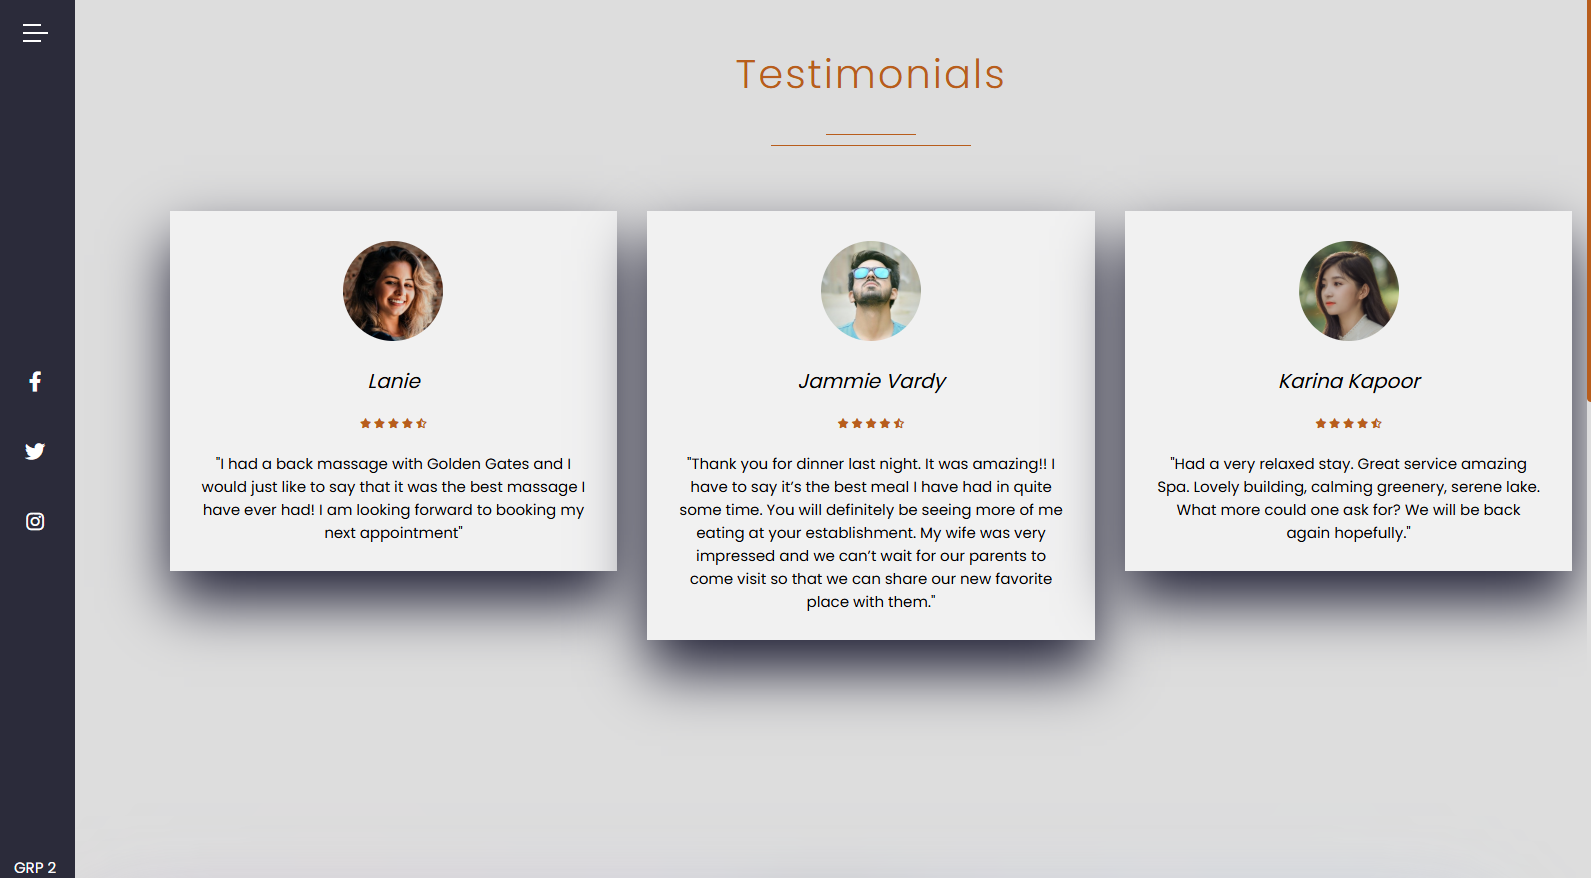 Testimonials
Lanie
"I had a back massage with Golden Gates and I
would just like to say that it was the best massage I
have ever had! I am looking forward to booking my
next appointment"
Jammie Vardy
"Thank you for dinner last night. It was amazing!! I
have to say it’s the best meal I have had in quite
some time. You will definitely be seeing more of me
eating at your establishment. My wife was very
impressed and we can’t wait for our parents to
come visit so that we can share our new favorite
place with them."
Karina Kapoor
"Had a very relaxed stay. Great service amazing
Spa. Lovely building, calming greenery, serene lake.
What more could one ask for? We will be back
again hopefully."
GRP 2